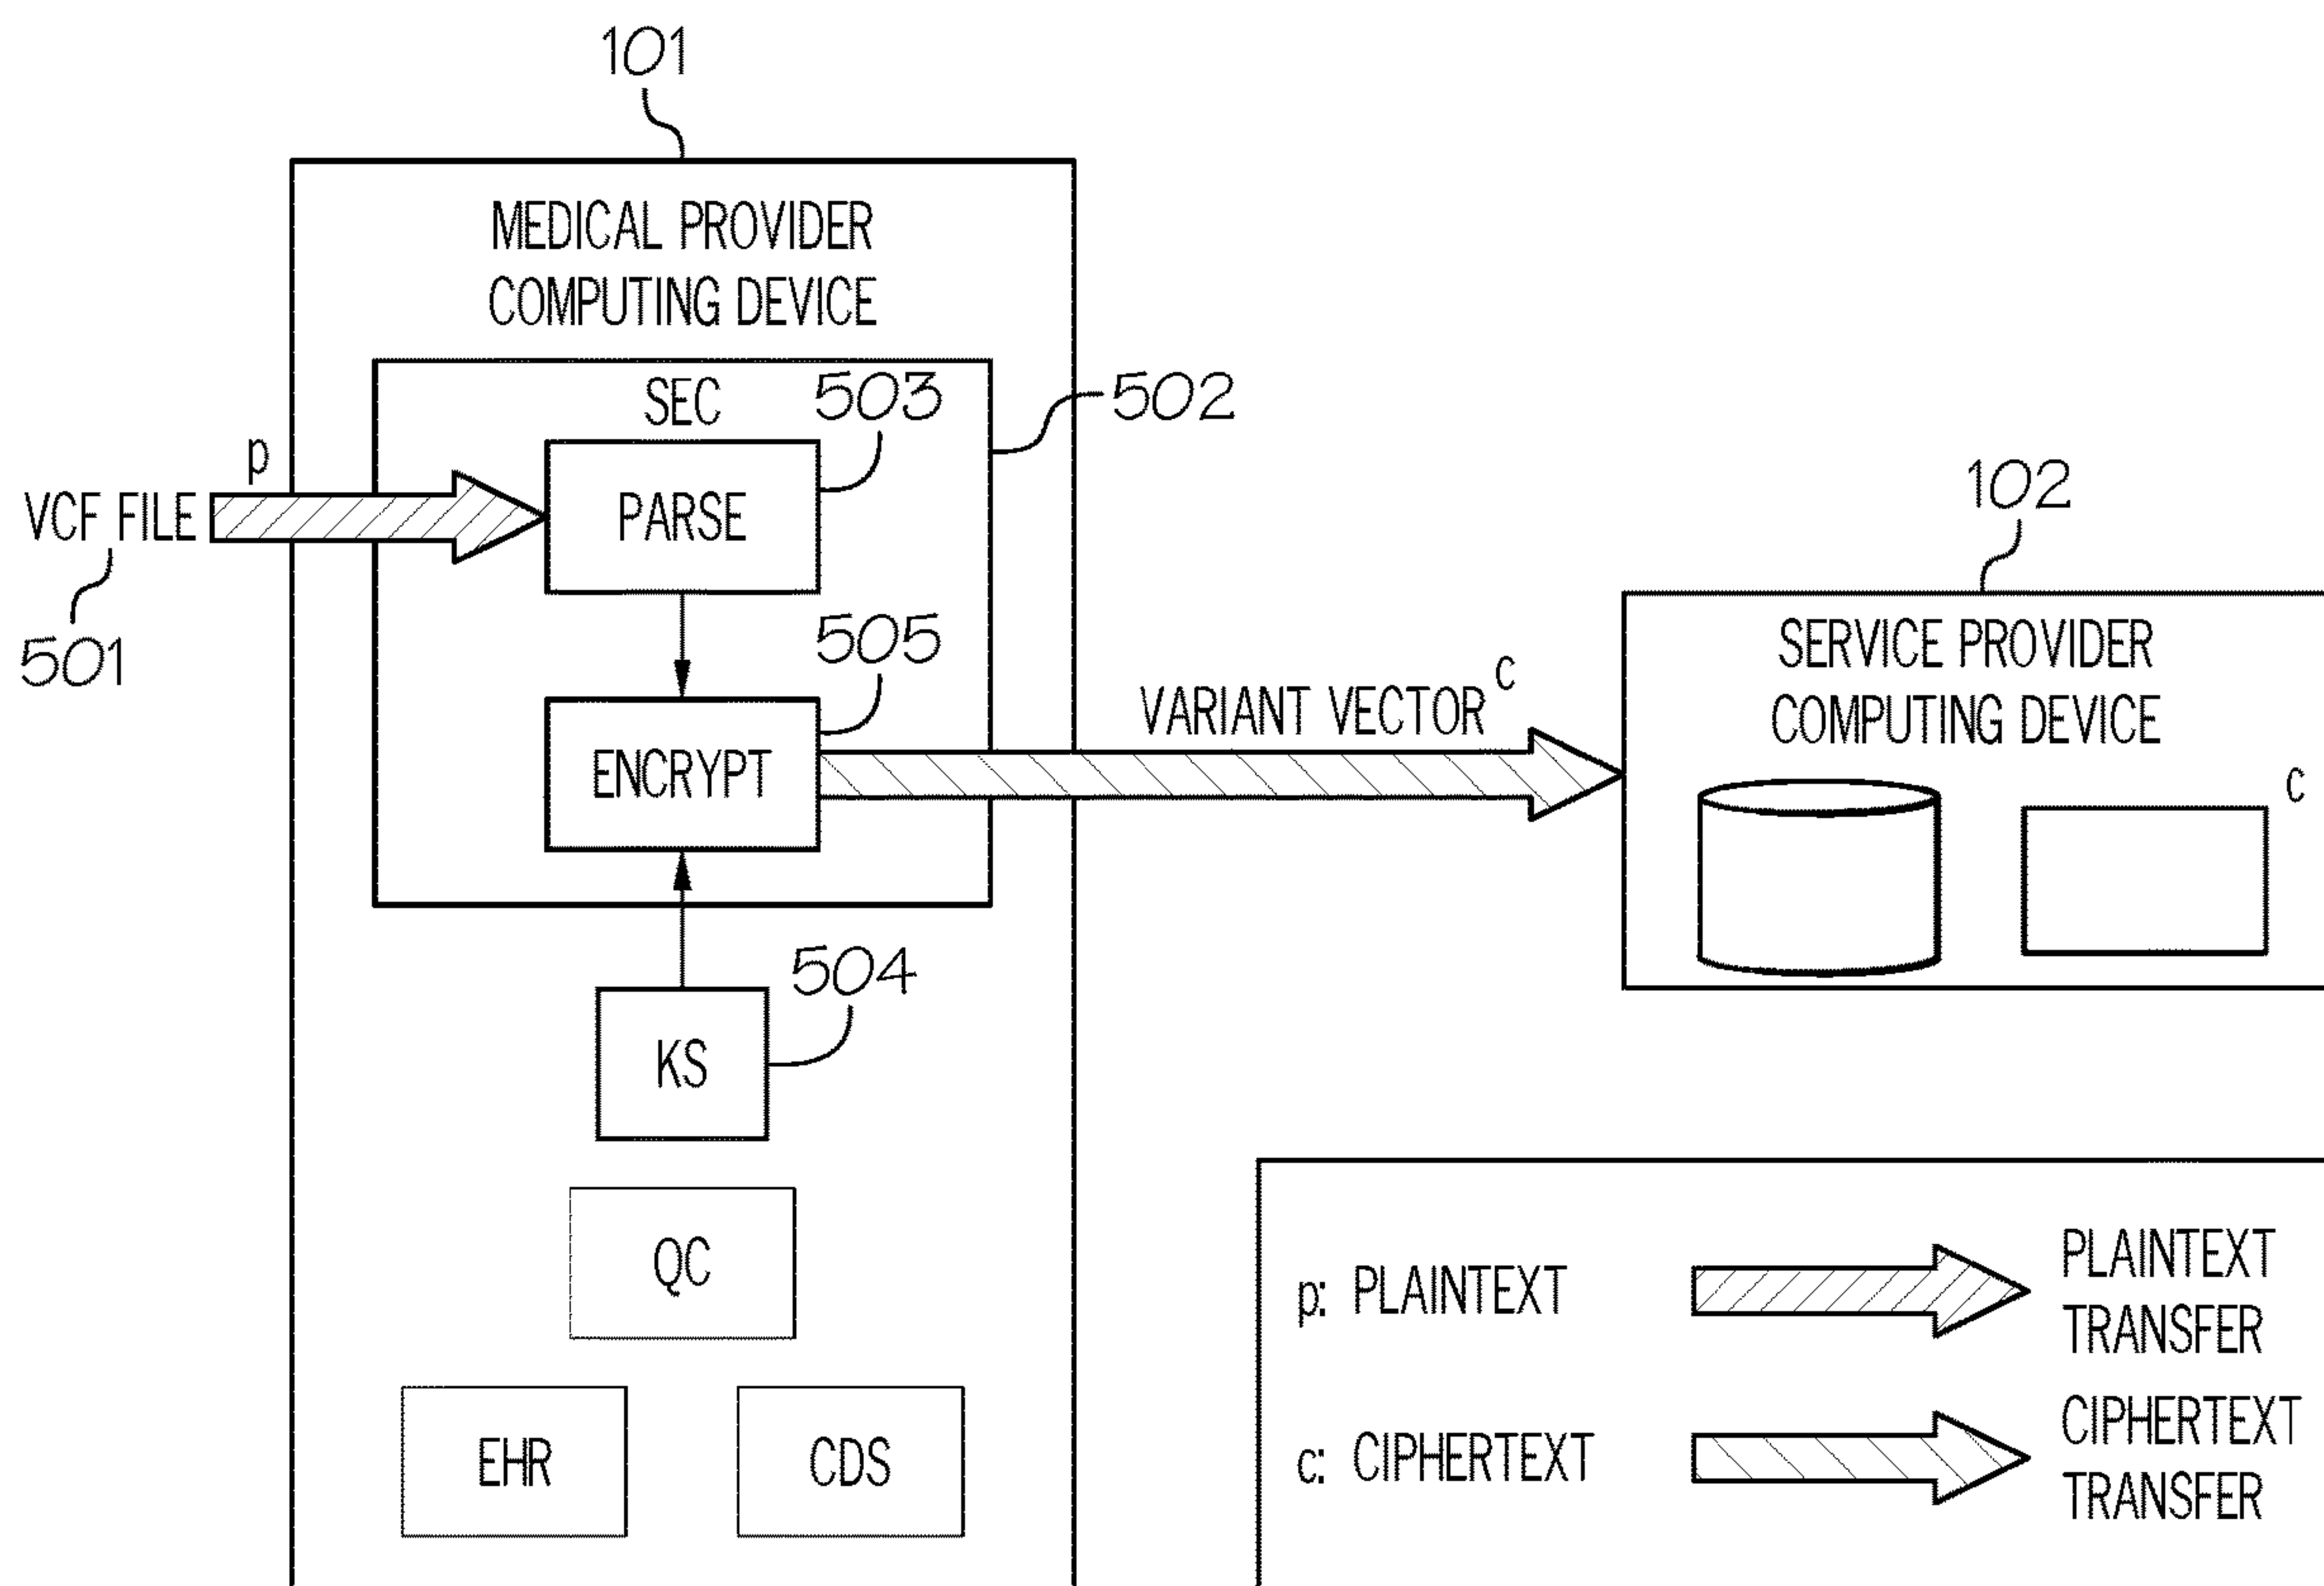 101
MEDICAL PROVIDER
COMPUTING DEVICE
SEC
503
502
p
VCF FILE
PARSE
501
505
ENCRYPT
VARIANT VECTOR c
102
SERVICE PROVIDER
COMPUTING DEVICE
c
504
KS
QC
EHR
CDS
p: PLAINTEXT
PLAINTEXT
TRANSFER
c: CIPHERTEXT
CIPHERTEXT
TRANSFER